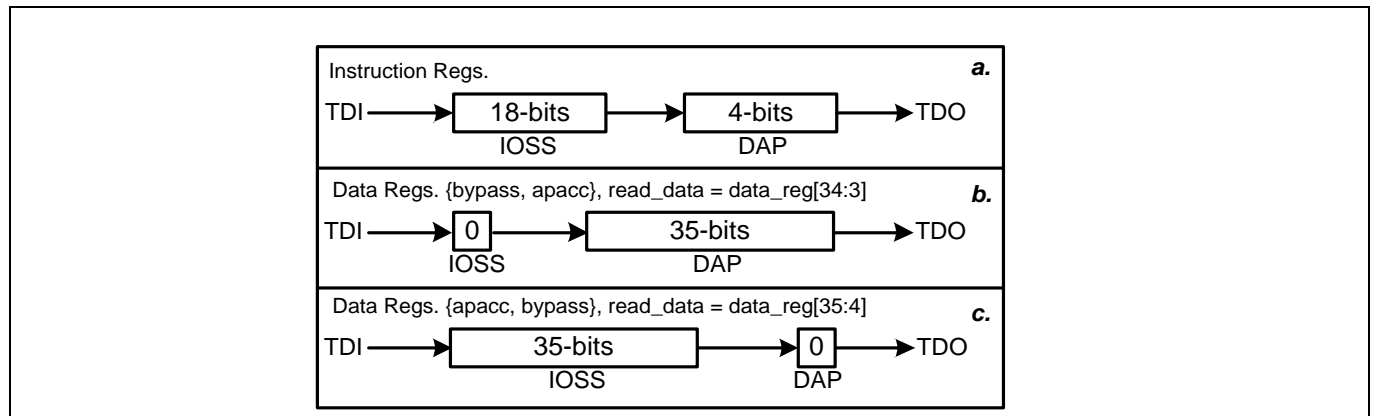 Instruction Regs. a.
TDI 18-bits 4-bits TDO
IOSS DAP
Data Regs. {bypass, apacc}, read_data = data_reg[34:3] b.
TDI 0 35-bits TDO
IOSS DAP
Data Regs. {apacc, bypass}, read_data = data_reg[35:4] c.
TDI 35-bits 0 TDO
IOSS DAP